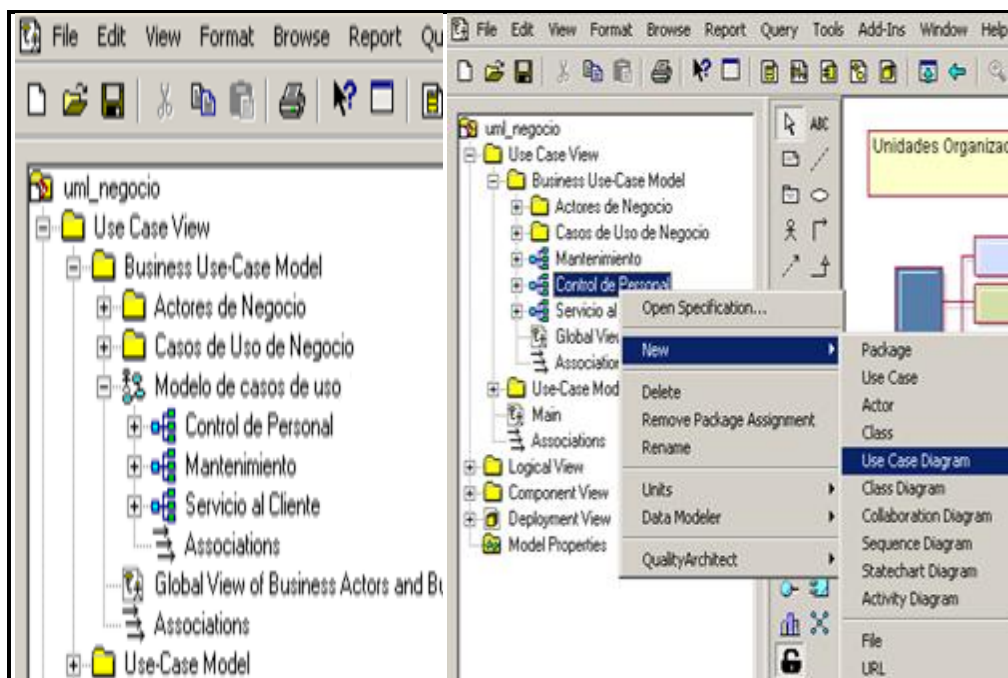 File Edit View Format Browse Report Qu
uml_negocio
Use Case View
Business Use-Case Model
Actores de Negocio
Casos de Uso de Negocio
Modelo de casos de uso
Control de Personal
Mantenimiento
Servicio al Cliente
Associations
Global View of Business Actors and Bu
Associations
Use-Case Model
File Edit View Format Browse Report Query Tools Add-Ins Window Help
ABC
Unidades Organizac
uml_negocio
Use Case View
Business Use-Case Model
Actores de Negocio
Casos de Uso de Negocio
Mantenimiento
Control de Personal
Servicio al
Global View
Association
Use-Case Mod
Main
Associations
Logical View
Component View
Deployment View
Model Properties
Open Specification...
New
Delete
Remove Package Assignment
Rename
Units
Data Modeler
QualityArchitect
Package
Use Case
Actor
Class
Use Case Diagram
Class Diagram
Collaboration Diagram
Sequence Diagram
Statechart Diagram
Activity Diagram
File
URL